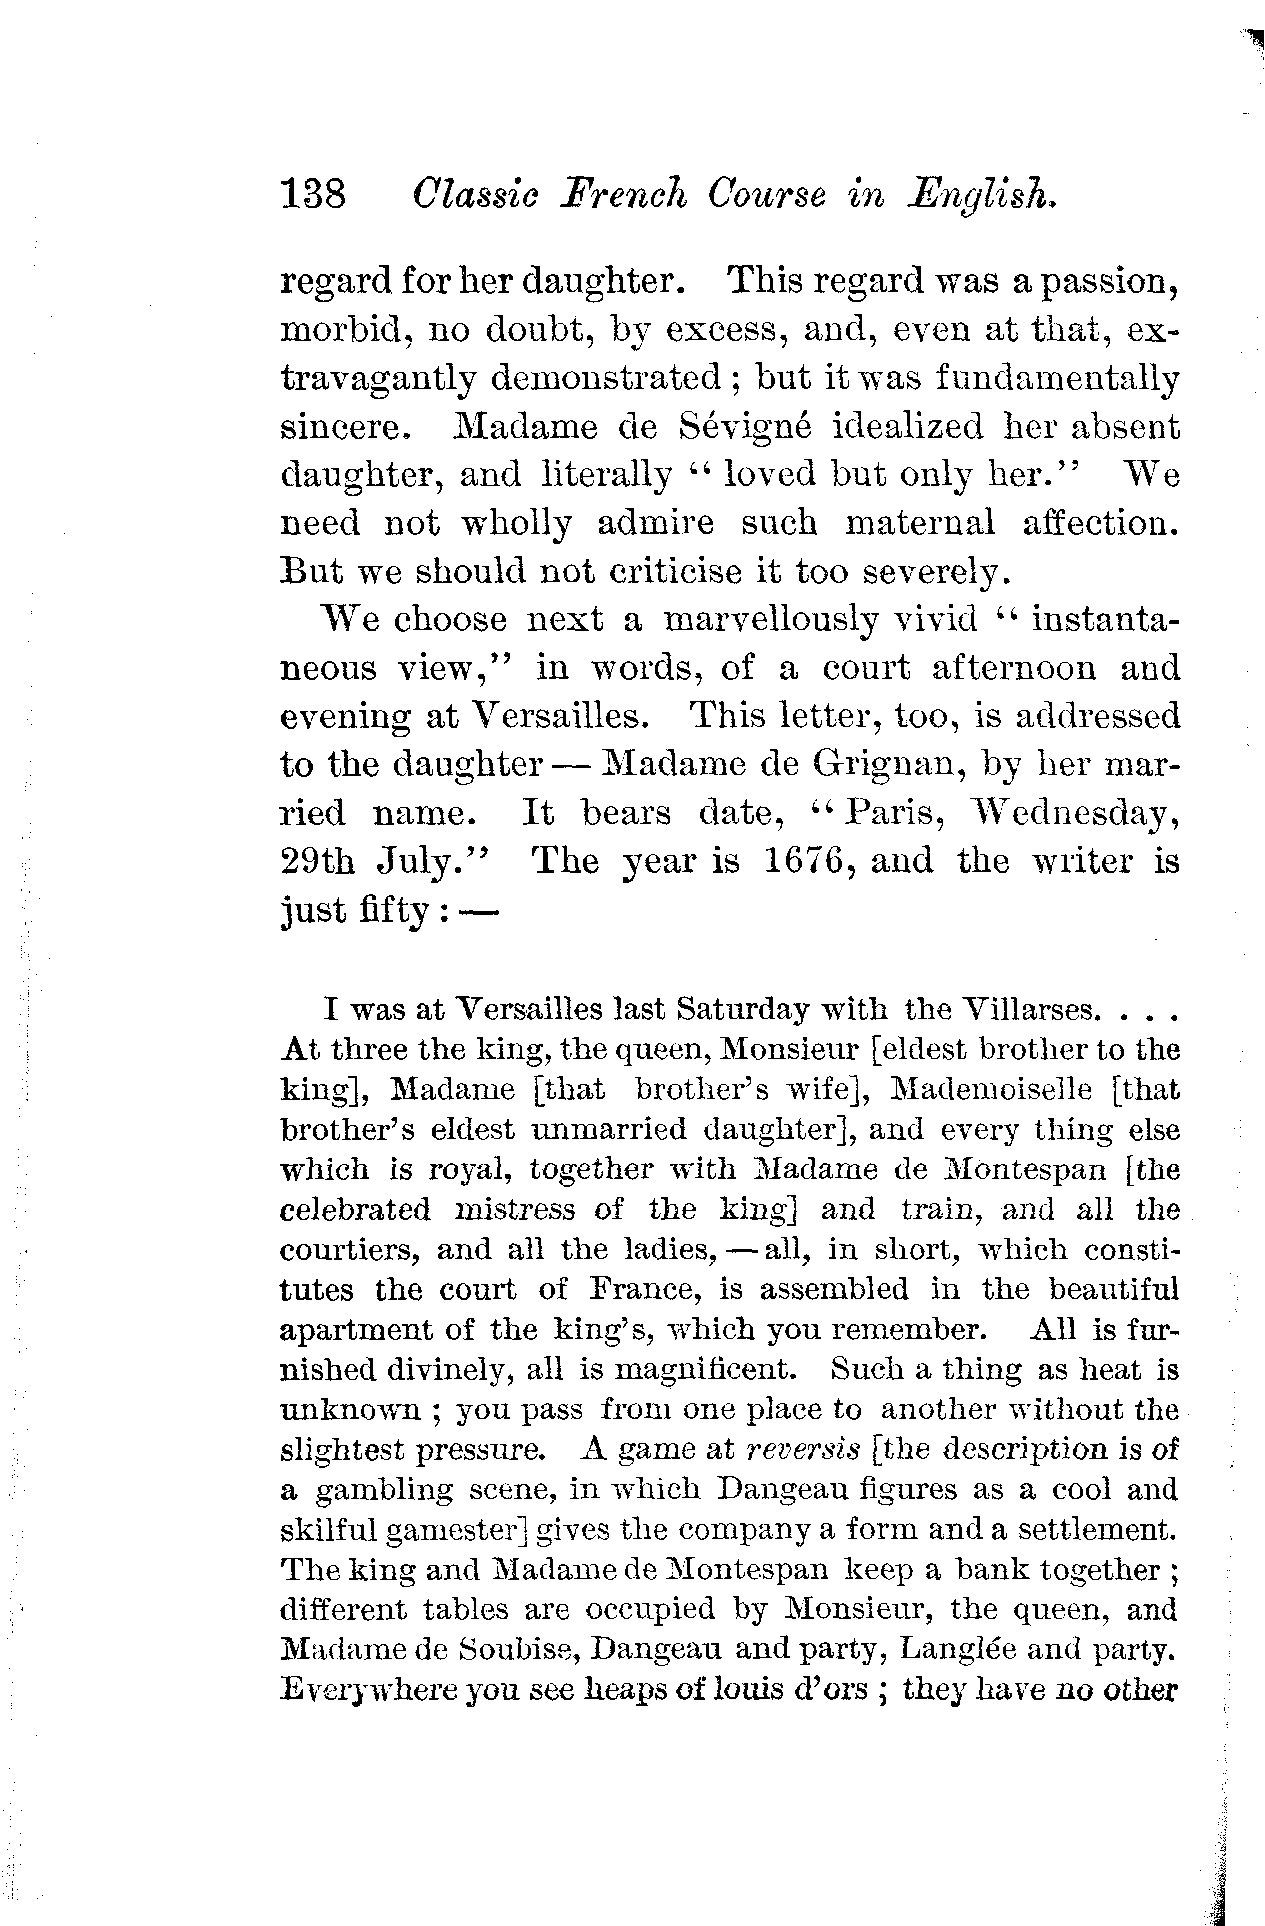 138 Classic French Course in English.
regard for her daughter. This regard was a passion,
morbid, no doubt, by excess, and, even at that, ex-
travagantly demonstrated ; but it was fundamentally
sincere. Madame de Sévigné idealized her absent
daughter, and literally “ loved but only her.” We
need not wholly admire such maternal affection.
But we should not criticise it too severely.
We choose next a marvellously vivid “ instanta-
neous view,” in words, of a court afternoon and
evening at Versailles. This letter, too, is addressed
to the daughter — Madame de Grignan, by her mar-
ried name. It bears date, “ Paris, Wednesday,
29th July.” The year is 1676, and the writer is
just fifty : —
I was at Versailles last Saturday with the Villarses. . . .
At three the king, the queen, Monsieur [eldest brother to the
king], Madame [that brother’s wife], Mademoiselle [that
brother’s eldest unmarried daughter], and every thing else
which is royal, together with Madame de Montespan [the
celebrated mistress of the king] and train, and all the
courtiers, and all the ladies, — all, in short, which consti-
tutes the court of France, is assembled in the beautiful
apartment of the king’s, which you remember. All is fur-
nished divinely, all is magnificent. Such a thing as heat is
unknown ; you pass from one place to another without the
slightest pressure. A game at reversis [the description is of
a gambling scene, in which Dangeau figures as a cool and
skilful gamester] gives the company a form and a settlement.
The king and Madame de Montespan keep a bank together ;
different tables are occupied by Monsieur, the queen, and
Madame de Soubise, Dangeau and party, Langlée and party.
Everywhere you see heaps of louis d’ors ; they have no other